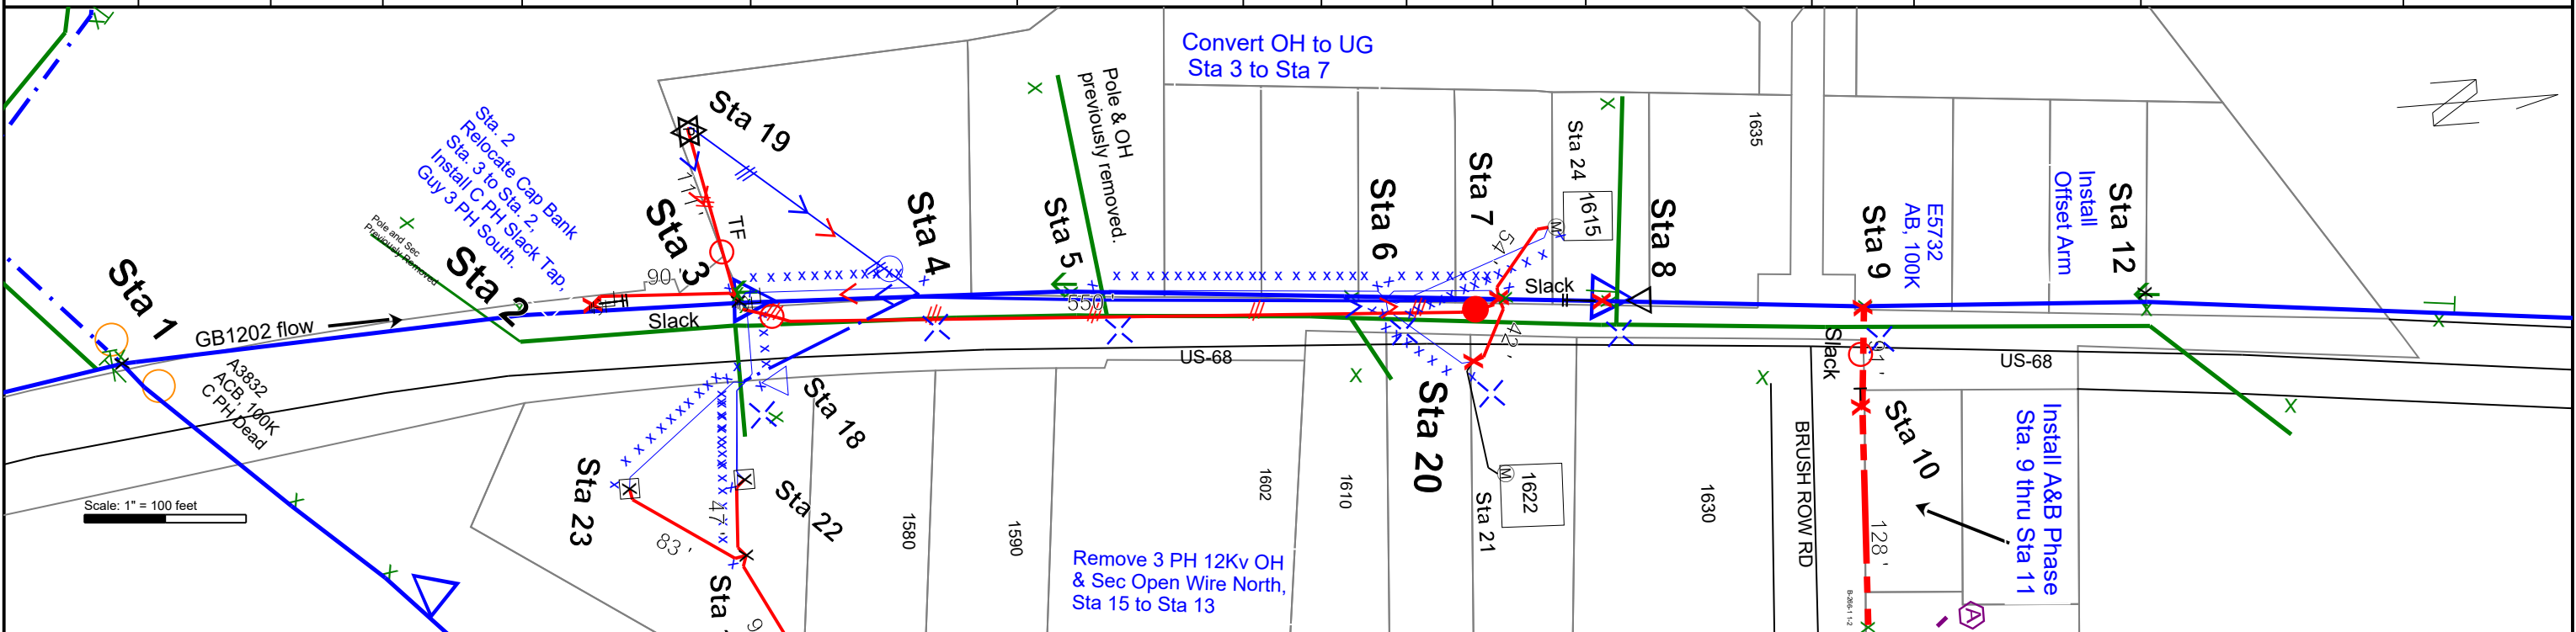 Convert OH to UG
Sta 3 to Sta 7
Sta. 2
Relocate Cap Bank
Sta. 3 to Sta. 2,
Install C PH Slack Tap,
Guy 3 PH South.
Sta 19
117'
TF
Pole & OH
previously removed.
Pole and Sec
Previously Removed
Sta 1
Sta 2
Sta 3
90'
Sta 4
Sta 5
Sta 6
Sta 7
54'
Sta 24
1615
Sta 8
1635
Sta 9
E5732
AB, 100K
Install
Offset Arm
Sta 12
GB1202 flow
Slack
550'
Slack
Slack
US-68
US-68
A3832
ACB, 100K
C PH Dead
Scale: 1" = 100 feet
Sta 18
Sta 23
Sta 22
47'
83'
1580
1590
1602
1610
42'
Sta 20
Sta 21
M
M
1622
1630
BRUSH ROW RD
91'
Sta 10
128'
Install A&B Phase
Sta. 9 thru Sta 11
Remove 3 PH 12Kv OH
& Sec Open Wire North,
Sta 15 to Sta 13
A